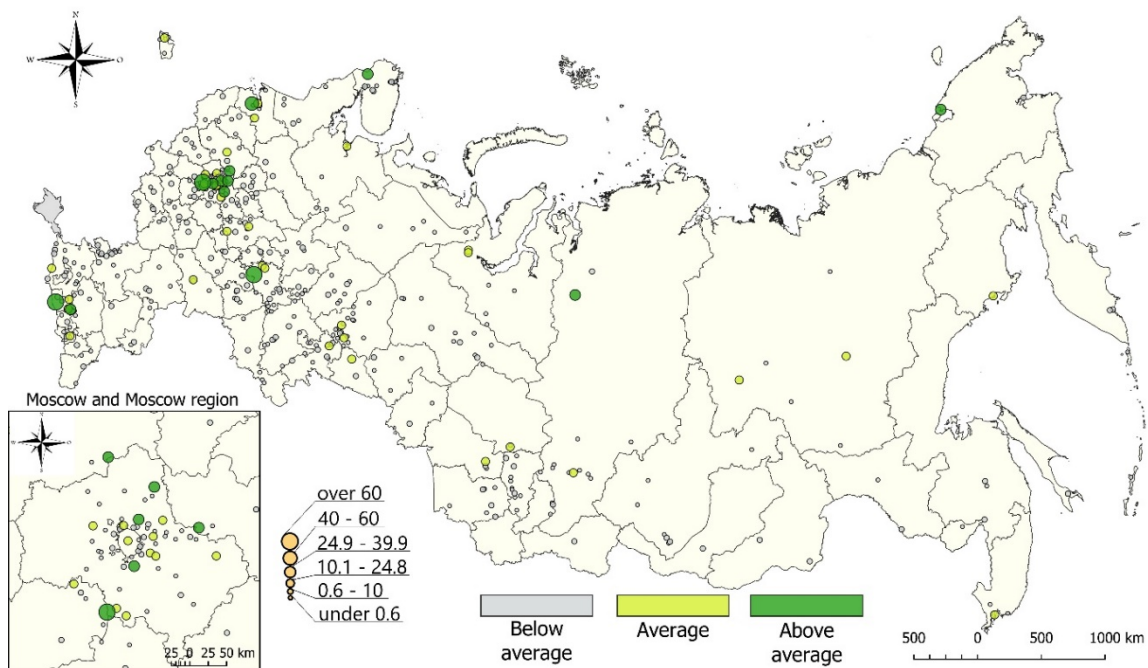 N
W
O
S
Moscow and Moscow region
N
W
O
S
over 60
40 - 60
24.9 - 39.9
10.1 - 24.8
0.6 - 10
under 0.6
25 0 25 50 km
Below average
Average
Above average
500 0 500 1000 km